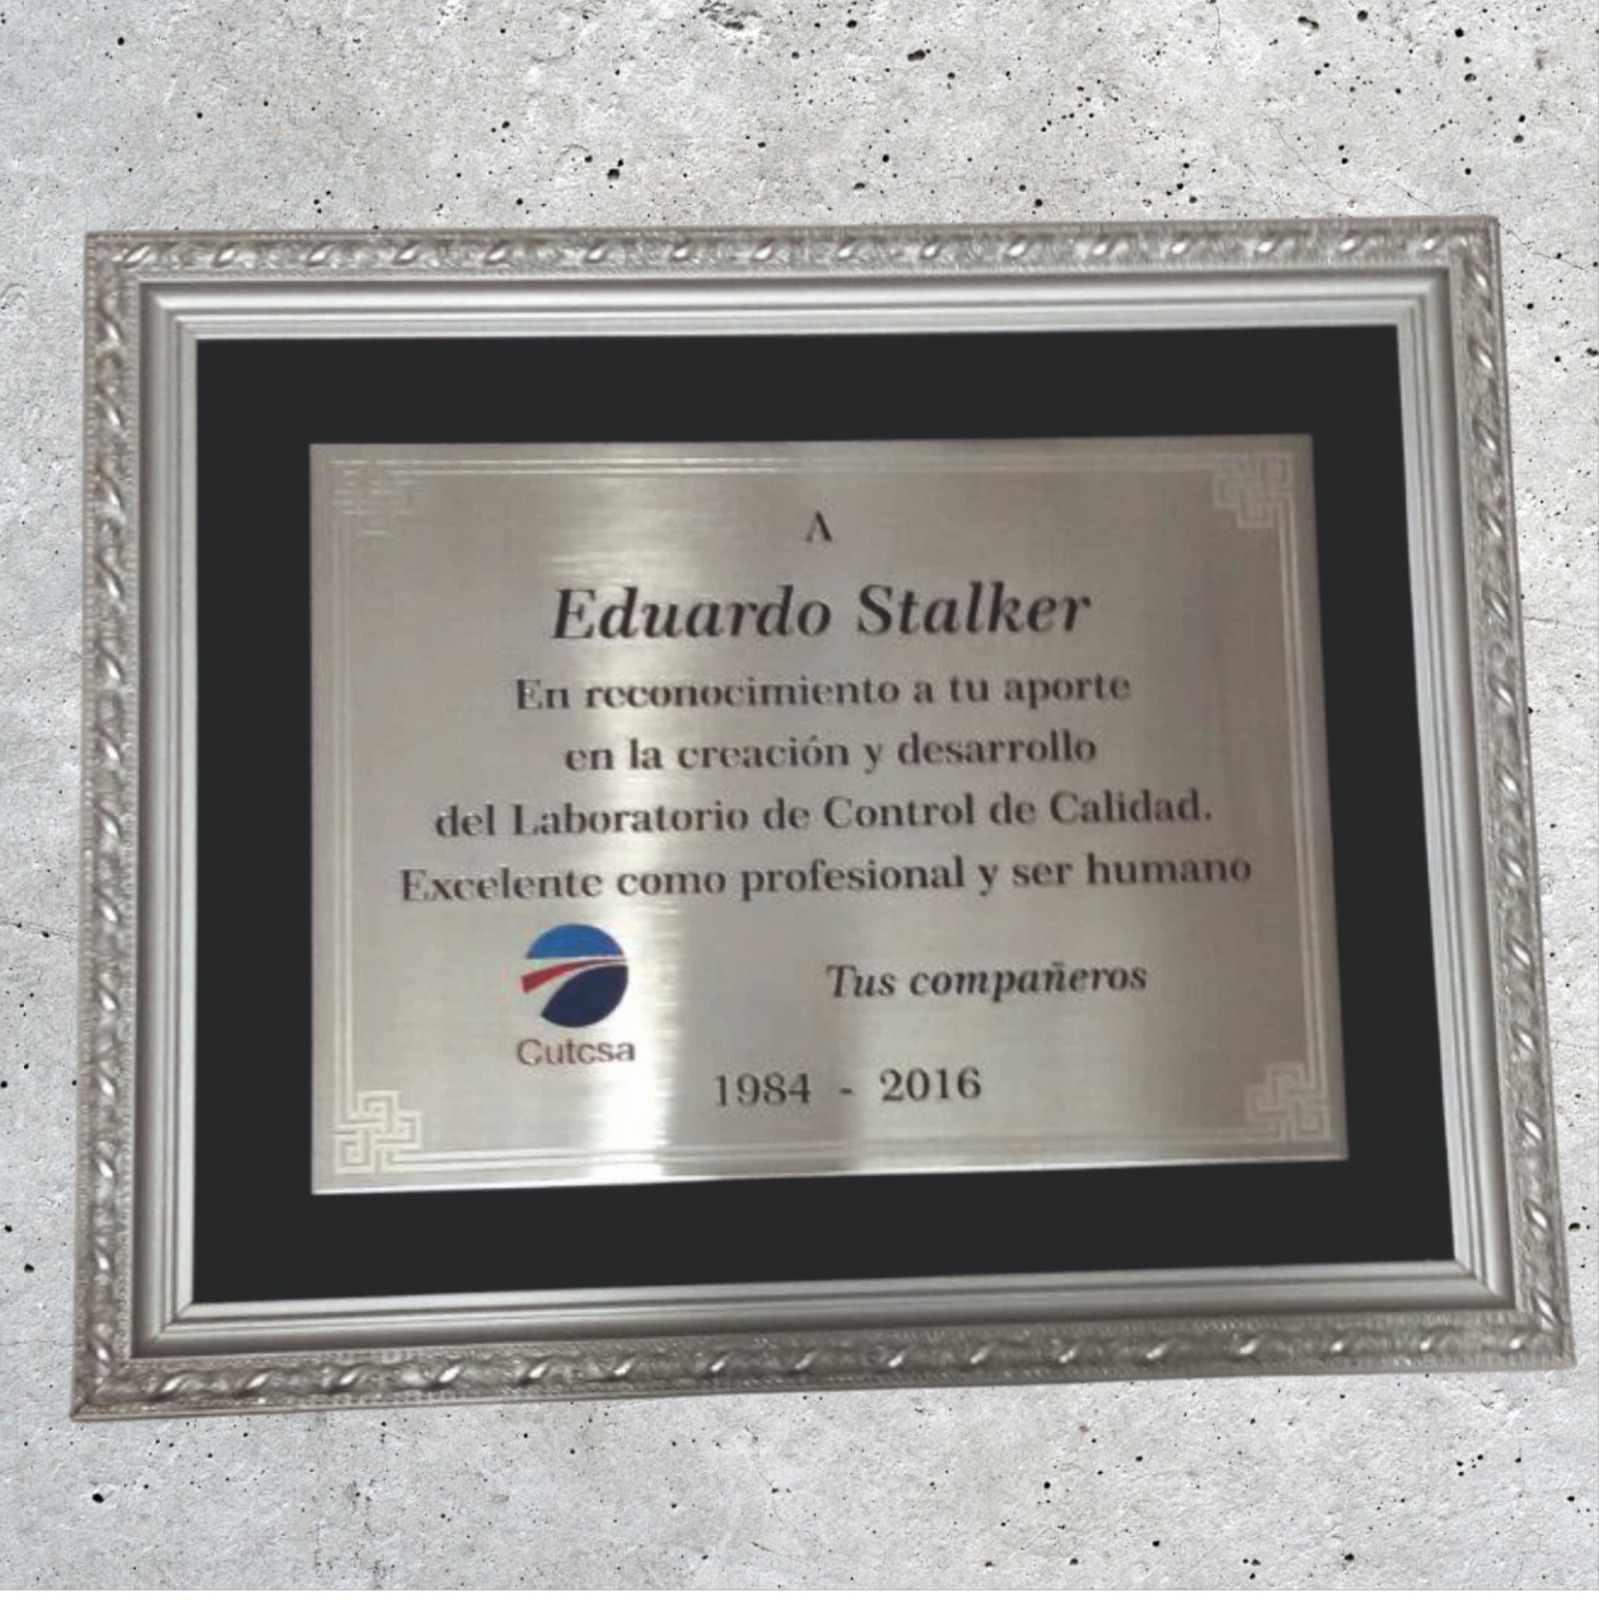 A
Eduardo Stalker
En reconocimiento a tu aporte
en la creación y desarrollo
del Laboratorio de Control de Calidad.
Excelente como profesional y ser humano
Cutcsa
Tus compañeros
1984 - 2016